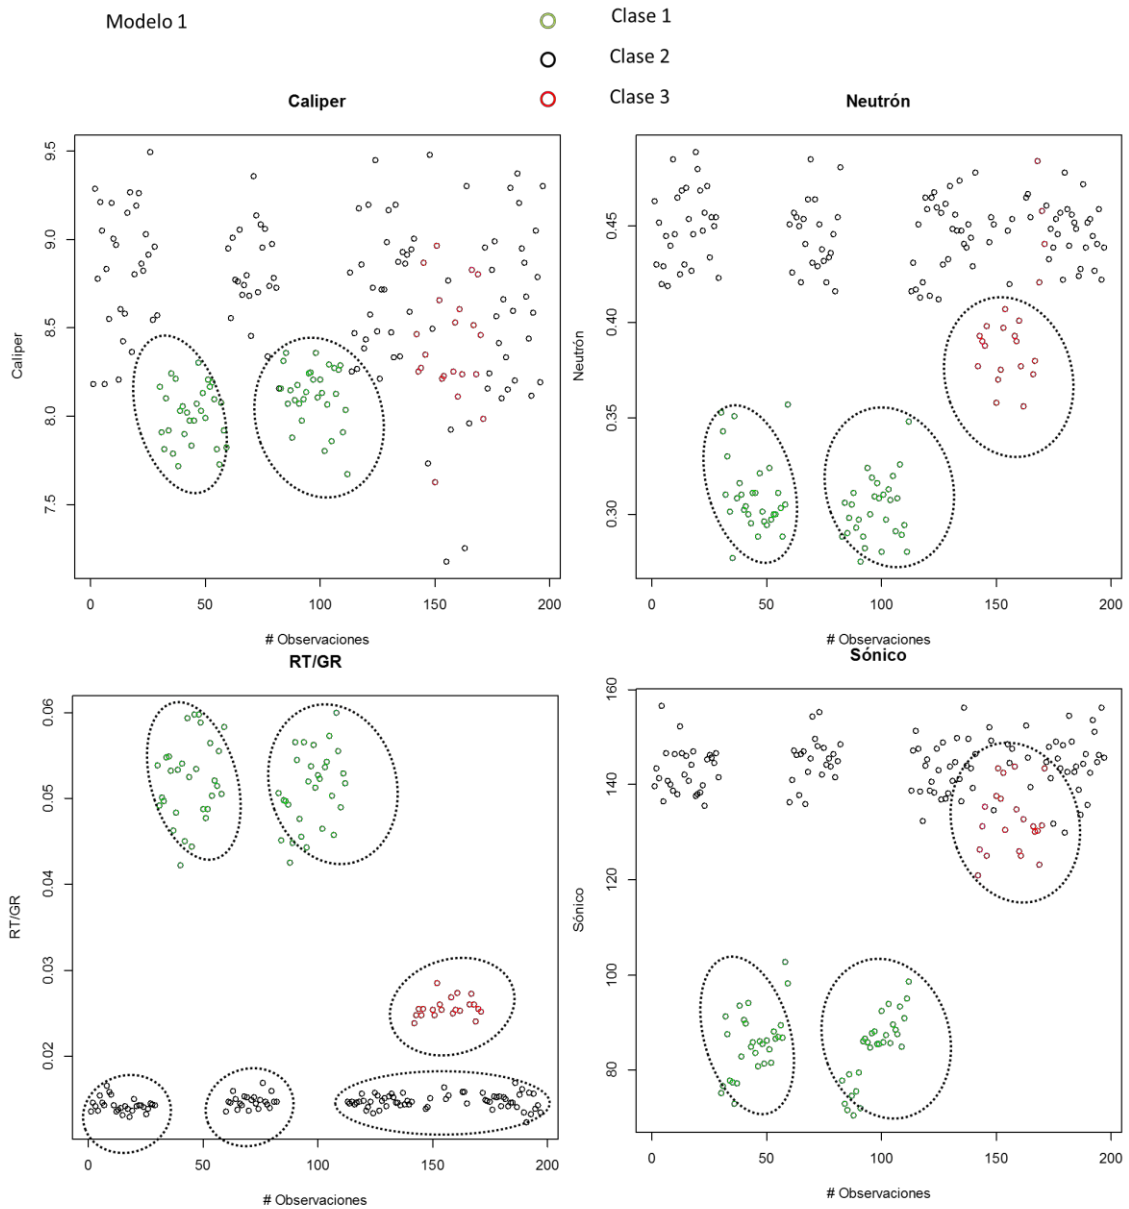 Modelo 1
Clase 1
Clase 2
Clase 3
Caliper
9.5
9.0
8.5
8.0
7.5
Caliper
0 50 100 150 200
# Observaciones
Neutrón
0.45
0.40
0.35
0.30
Neutrón
0 50 100 150 200
# Observaciones
RT/GR
0.06
0.05
0.04
0.03
0.02
RT/GR
0 50 100 150 200
# Observaciones
Sónico
160
140
120
100
80
Sónico
0 50 100 150 200
# Observaciones